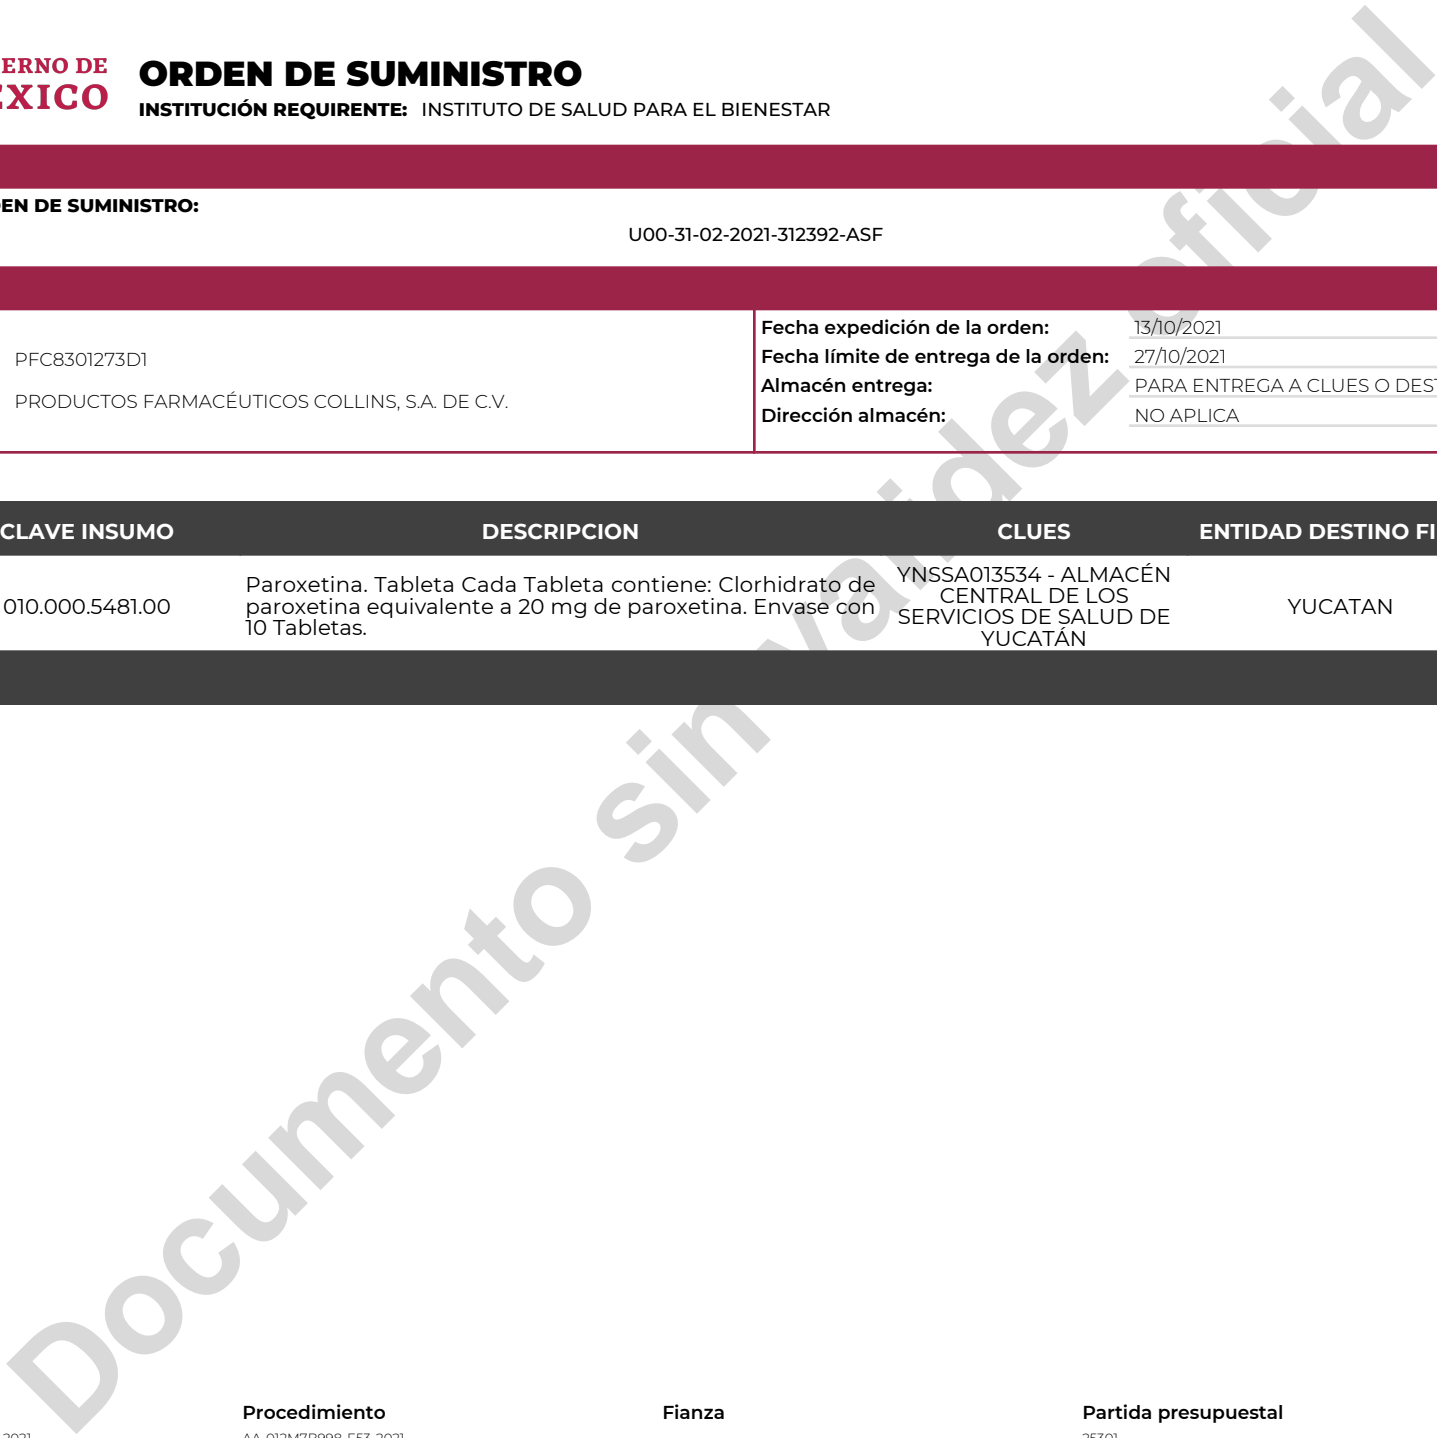 ERNO DE
EXICO
ORDEN DE SUMINISTRO
INSTITUCIÓN REQUIRENTE: INSTITUTO DE SALUD PARA EL BIENESTAR
EN DE SUMINISTRO:
U00-31-02-2021-312392-ASF
PFC8301273D1
PRODUCTOS FARMACÉUTICOS COLLINS, S.A. DE C.V.
Fecha expedición de la orden: 13/10/2021
Fecha límite de entrega de la orden: 27/10/2021
Almacén entrega: PARA ENTREGA A CLUES O DEST
Dirección almacén: NO APLICA
CLAVE INSUMO DESCRIPCION CLUES ENTIDAD DESTINO FI
010.000.5481.00
Paroxetina. Tableta Cada Tableta contiene: Clorhidrato de
paroxetina equivalente a 20 mg de paroxetina. Envase con
10 Tabletas.
YNSSA013534 - ALMACÉN
CENTRAL DE LOS
SERVICIOS DE SALUD DE
YUCATÁN
YUCATAN
Documento sin validez oficial
Procedimiento Fianza Partida presupuestal